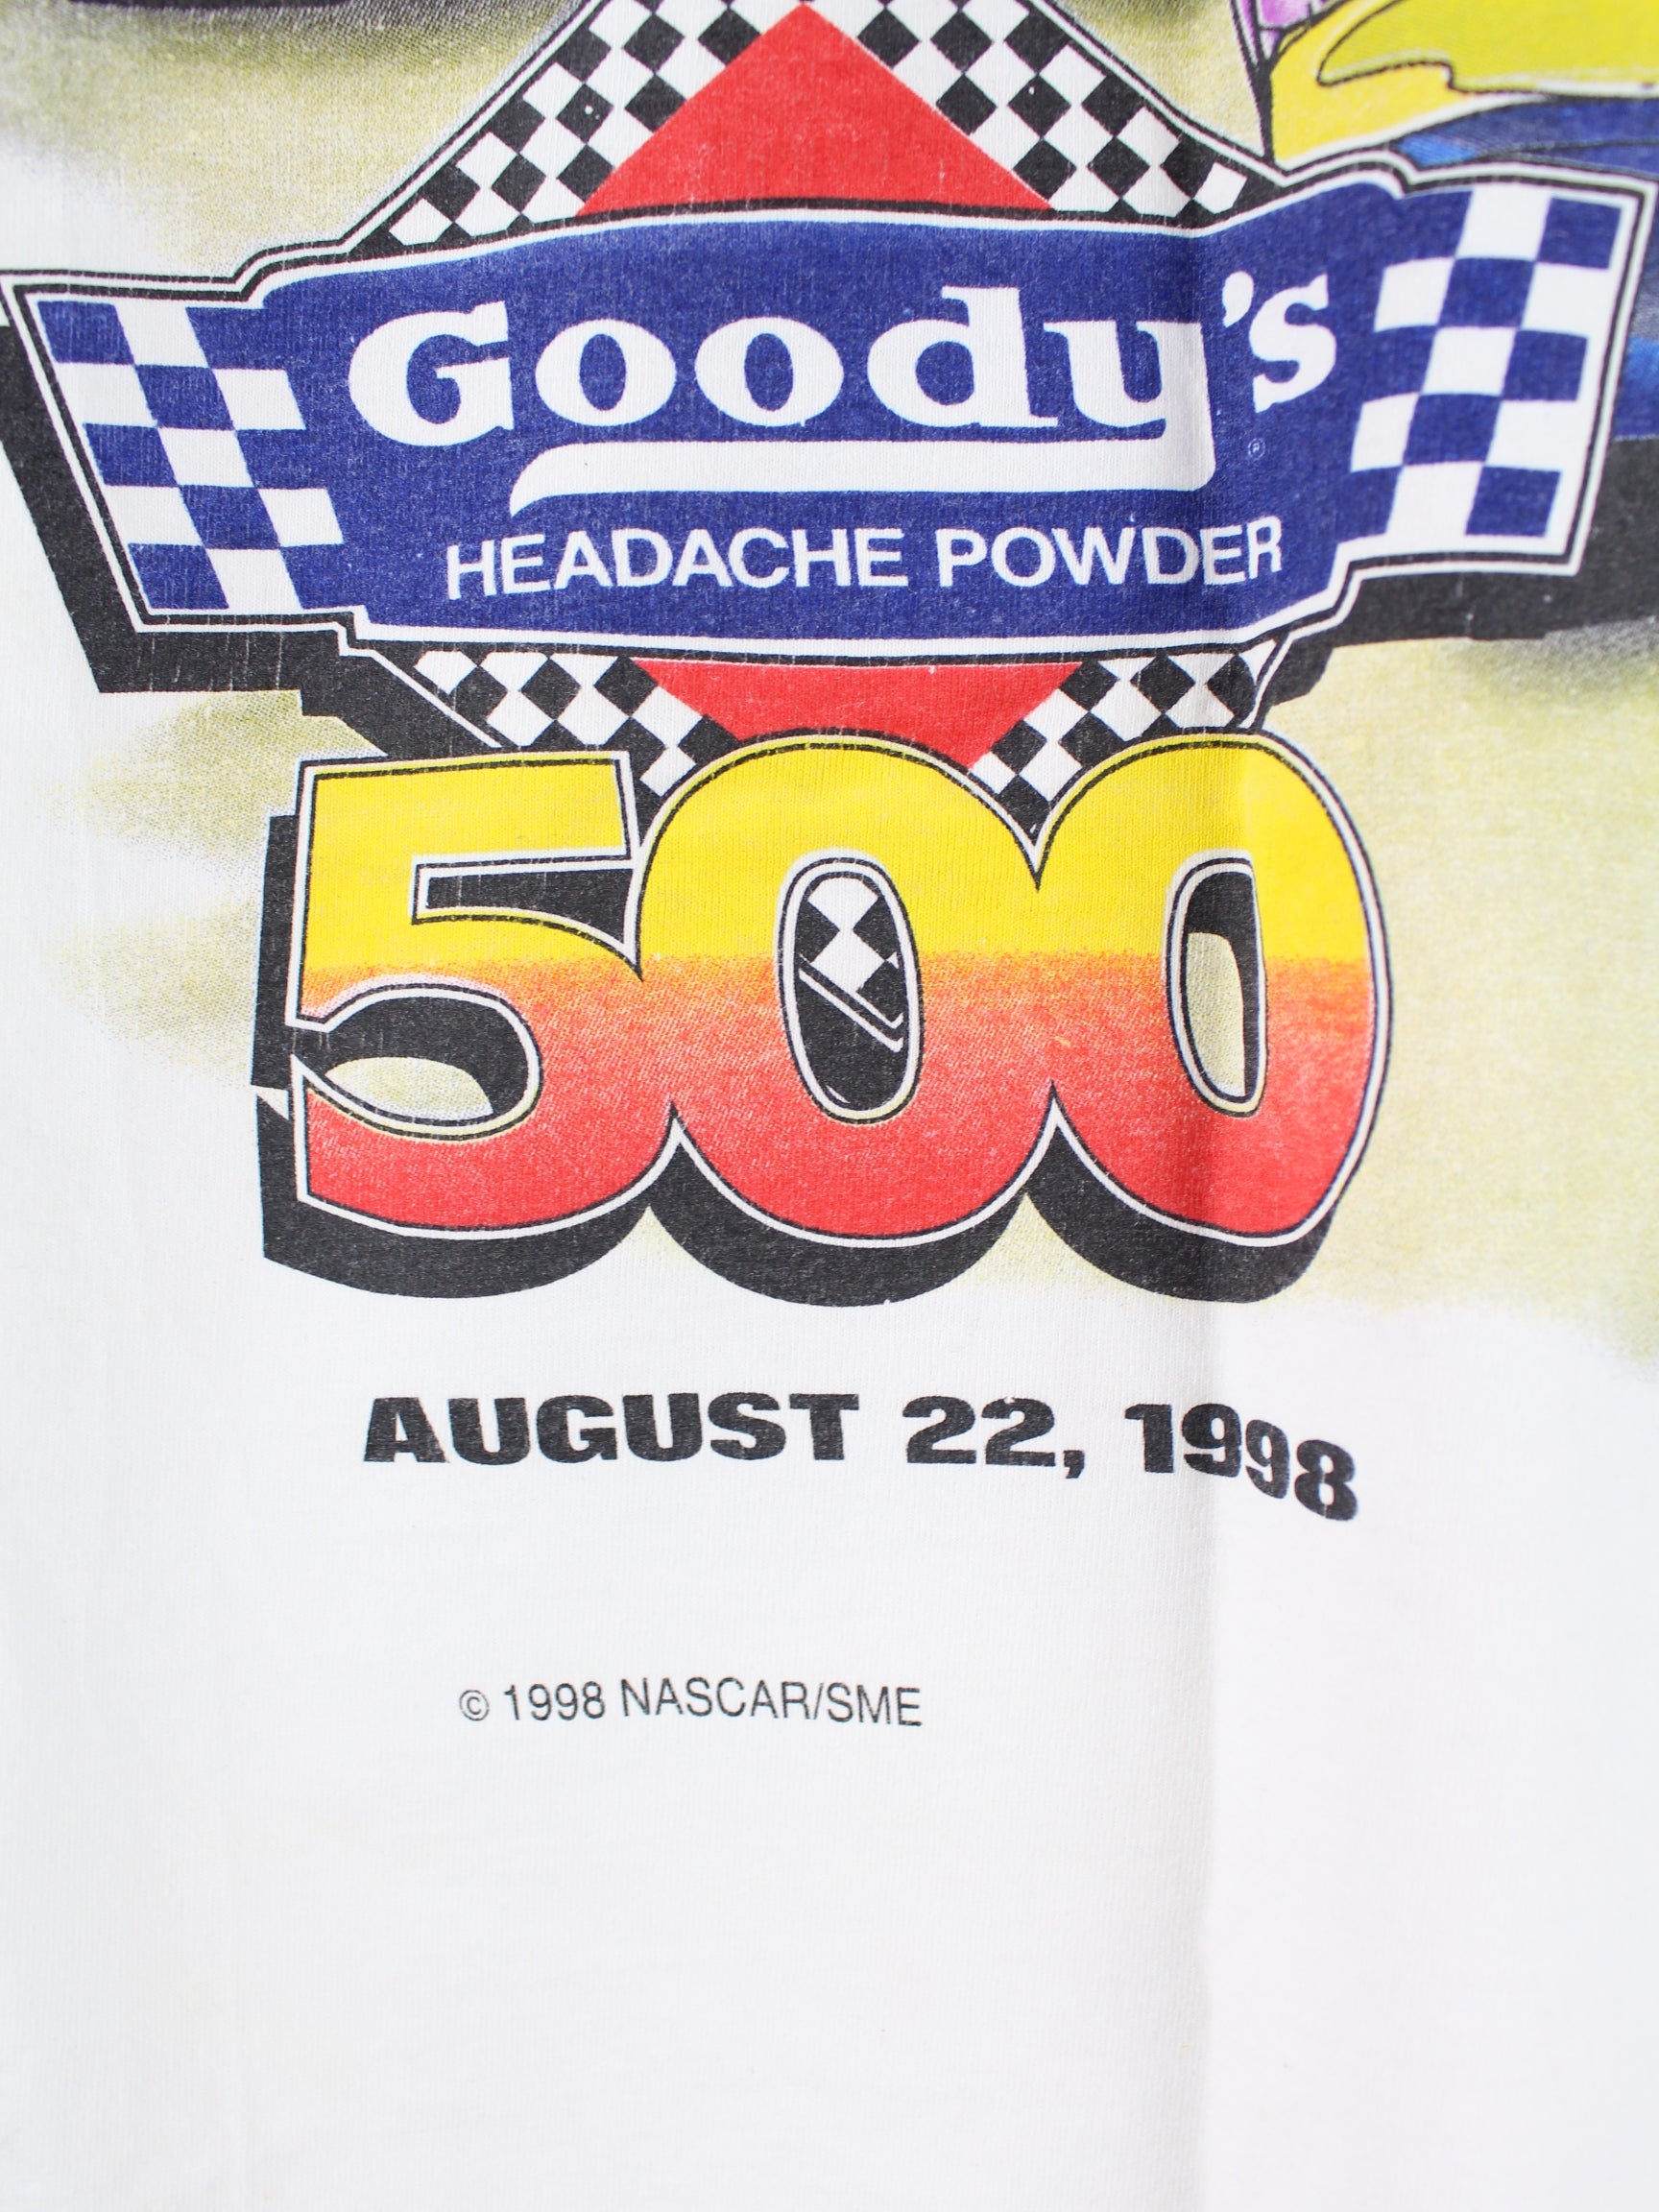 Goody's ®
HEADACHE POWDER
500
AUGUST 22, 1998
© 1998 NASCAR/SME